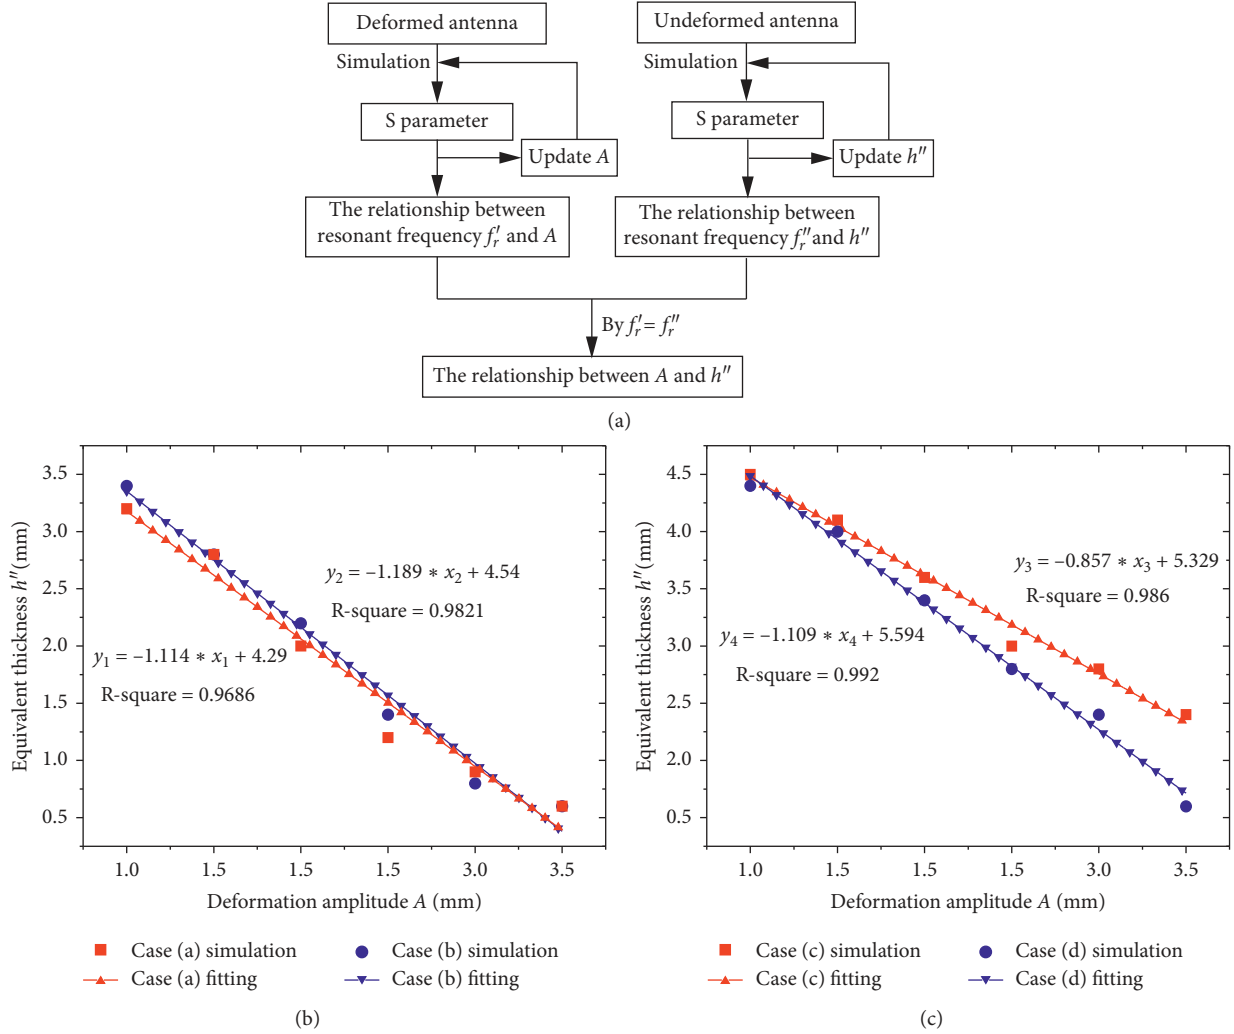 Deformed antenna
Simulation
S parameter
Update A
The relationship between
resonant frequency f′r and A
Undeformed antenna
Simulation
S parameter
Update h″
The relationship between
resonant frequency f″r and h″
By f′r = f″r
The relationship between A and h″
(a)
Equivalent thickness h″ (mm)
3.5
3.0
2.5
2.0
1.5
1.0
0.5
y2 = –1.189 ∗ x2 + 4.54
R-square = 0.9821
y1 = –1.114 ∗ x1 + 4.29
R-square = 0.9686
1.0 1.5 1.5 1.5 3.0 3.5
Deformation amplitude A (mm)
Case (a) simulation
Case (b) simulation
Case (a) fitting
Case (b) fitting
(b)
Equivalent thickness h″ (mm)
4.5
4.0
3.5
3.0
2.5
2.0
0.5
y3 = –0.857 ∗ x3 + 5.329
R-square = 0.986
y4 = –1.109 ∗ x4 + 5.594
R-square = 0.992
1.0 1.5 1.5 1.5 3.0 3.5
Deformation amplitude A (mm)
Case (c) simulation
Case (d) simulation
Case (c) fitting
Case (d) fitting
(c)